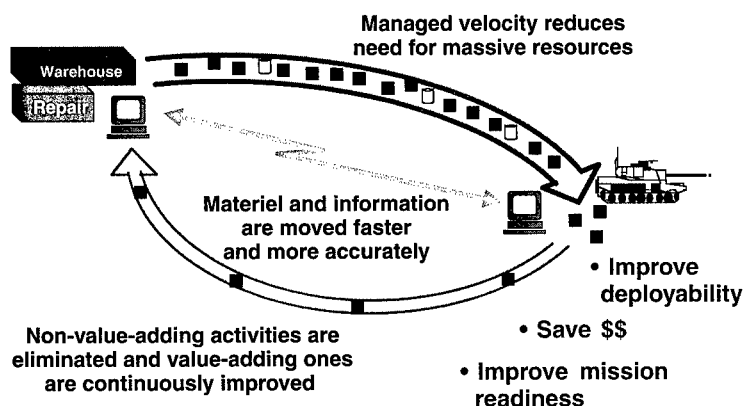 Managed velocity reduces
need for massive resources
Warehouse
Repair
Materiel and information
are moved faster
and more accurately
• Improve
deployability
• Save $$
• Improve mission
readiness
Non-value-adding activities are
eliminated and value-adding ones
are continuously improved